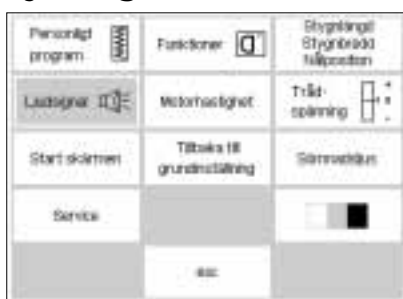 Personligt
program
Funktioner
Stygnlängd
Stygnbredd
Nålposition
Ljudsignal
Motorhastighet
Tråd-
spänning
Start skärmen
Tillbaka till
grundinställning
Sömnadsljus
Service
esc